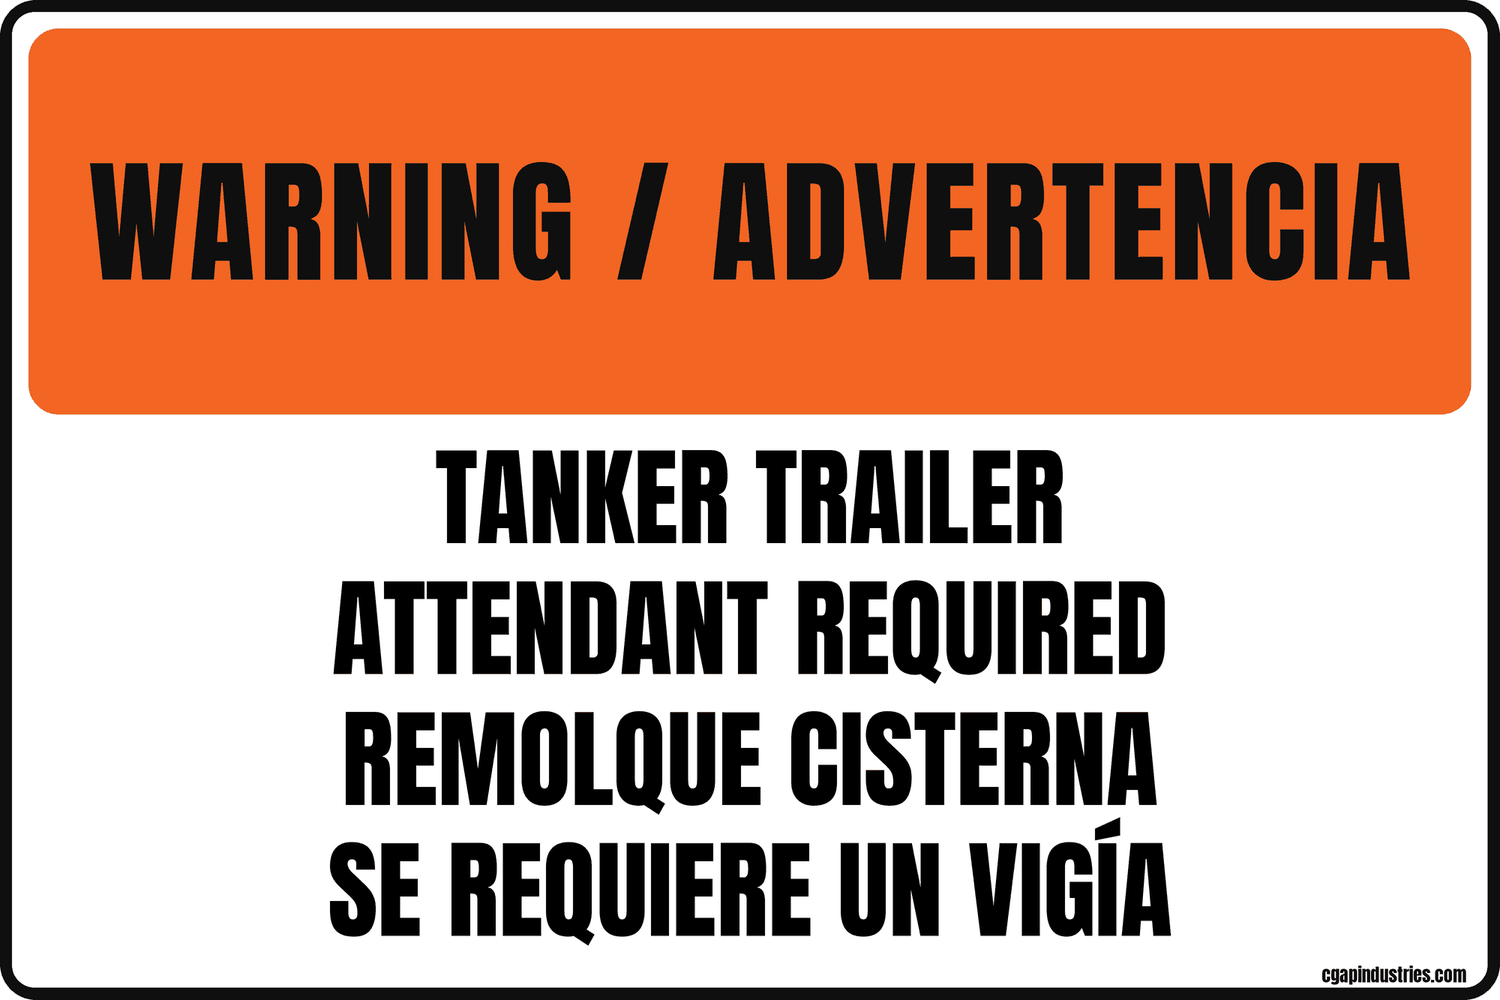 WARNING / ADVERTENCIA
TANKER TRAILER
ATTENDANT REQUIRED
REMOLQUE CISTERNA
SE REQUIERE UN VIGÍA
cgapindustries.com